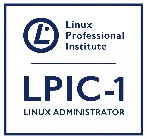 Linux
Professional
Institute
LPIC-1
LINUX ADMINISTRATOR